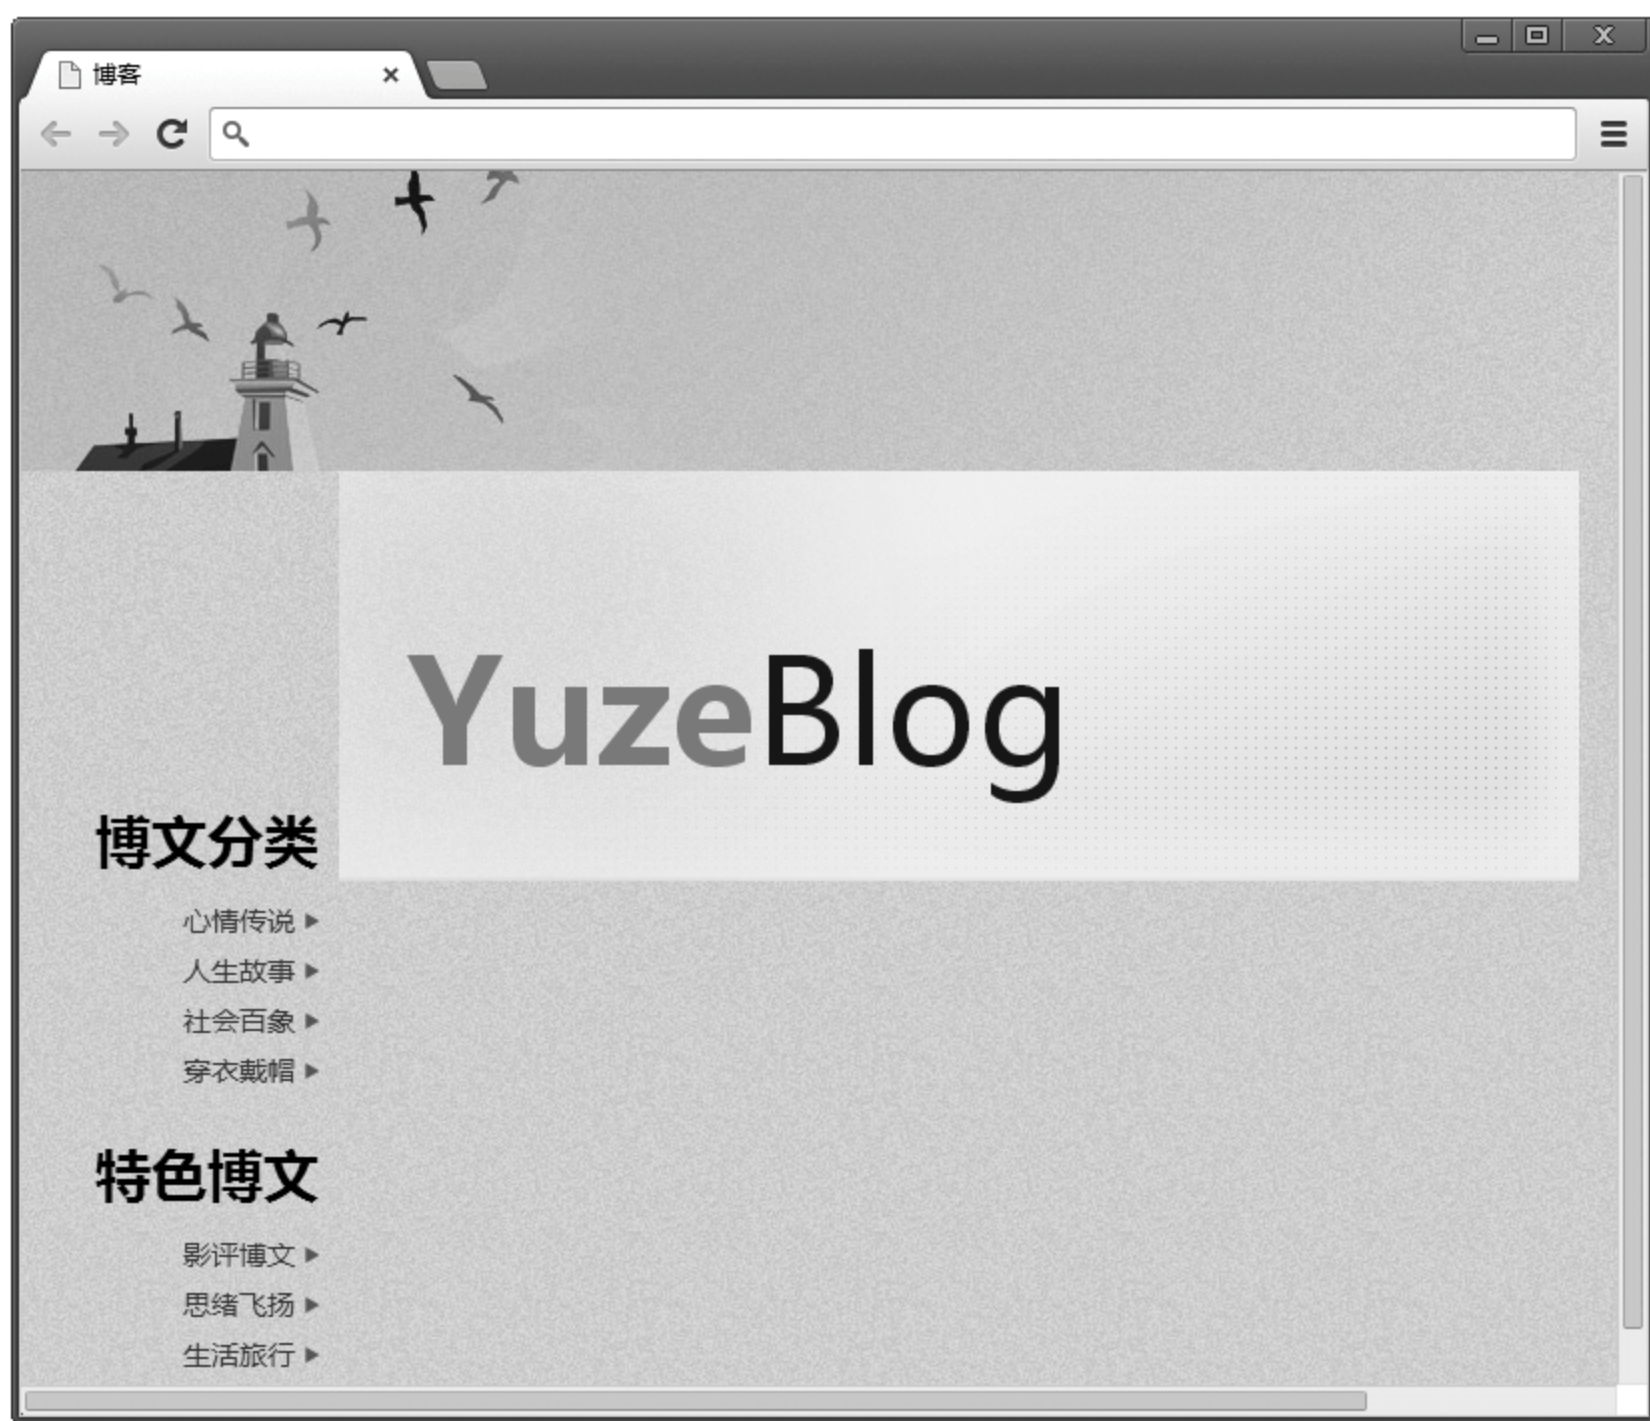 博客
YuzeBlog
博文分类
心情传说
人生故事
社会百象
穿衣戴帽
特色博文
影评博文
思绪飞扬
生活旅行